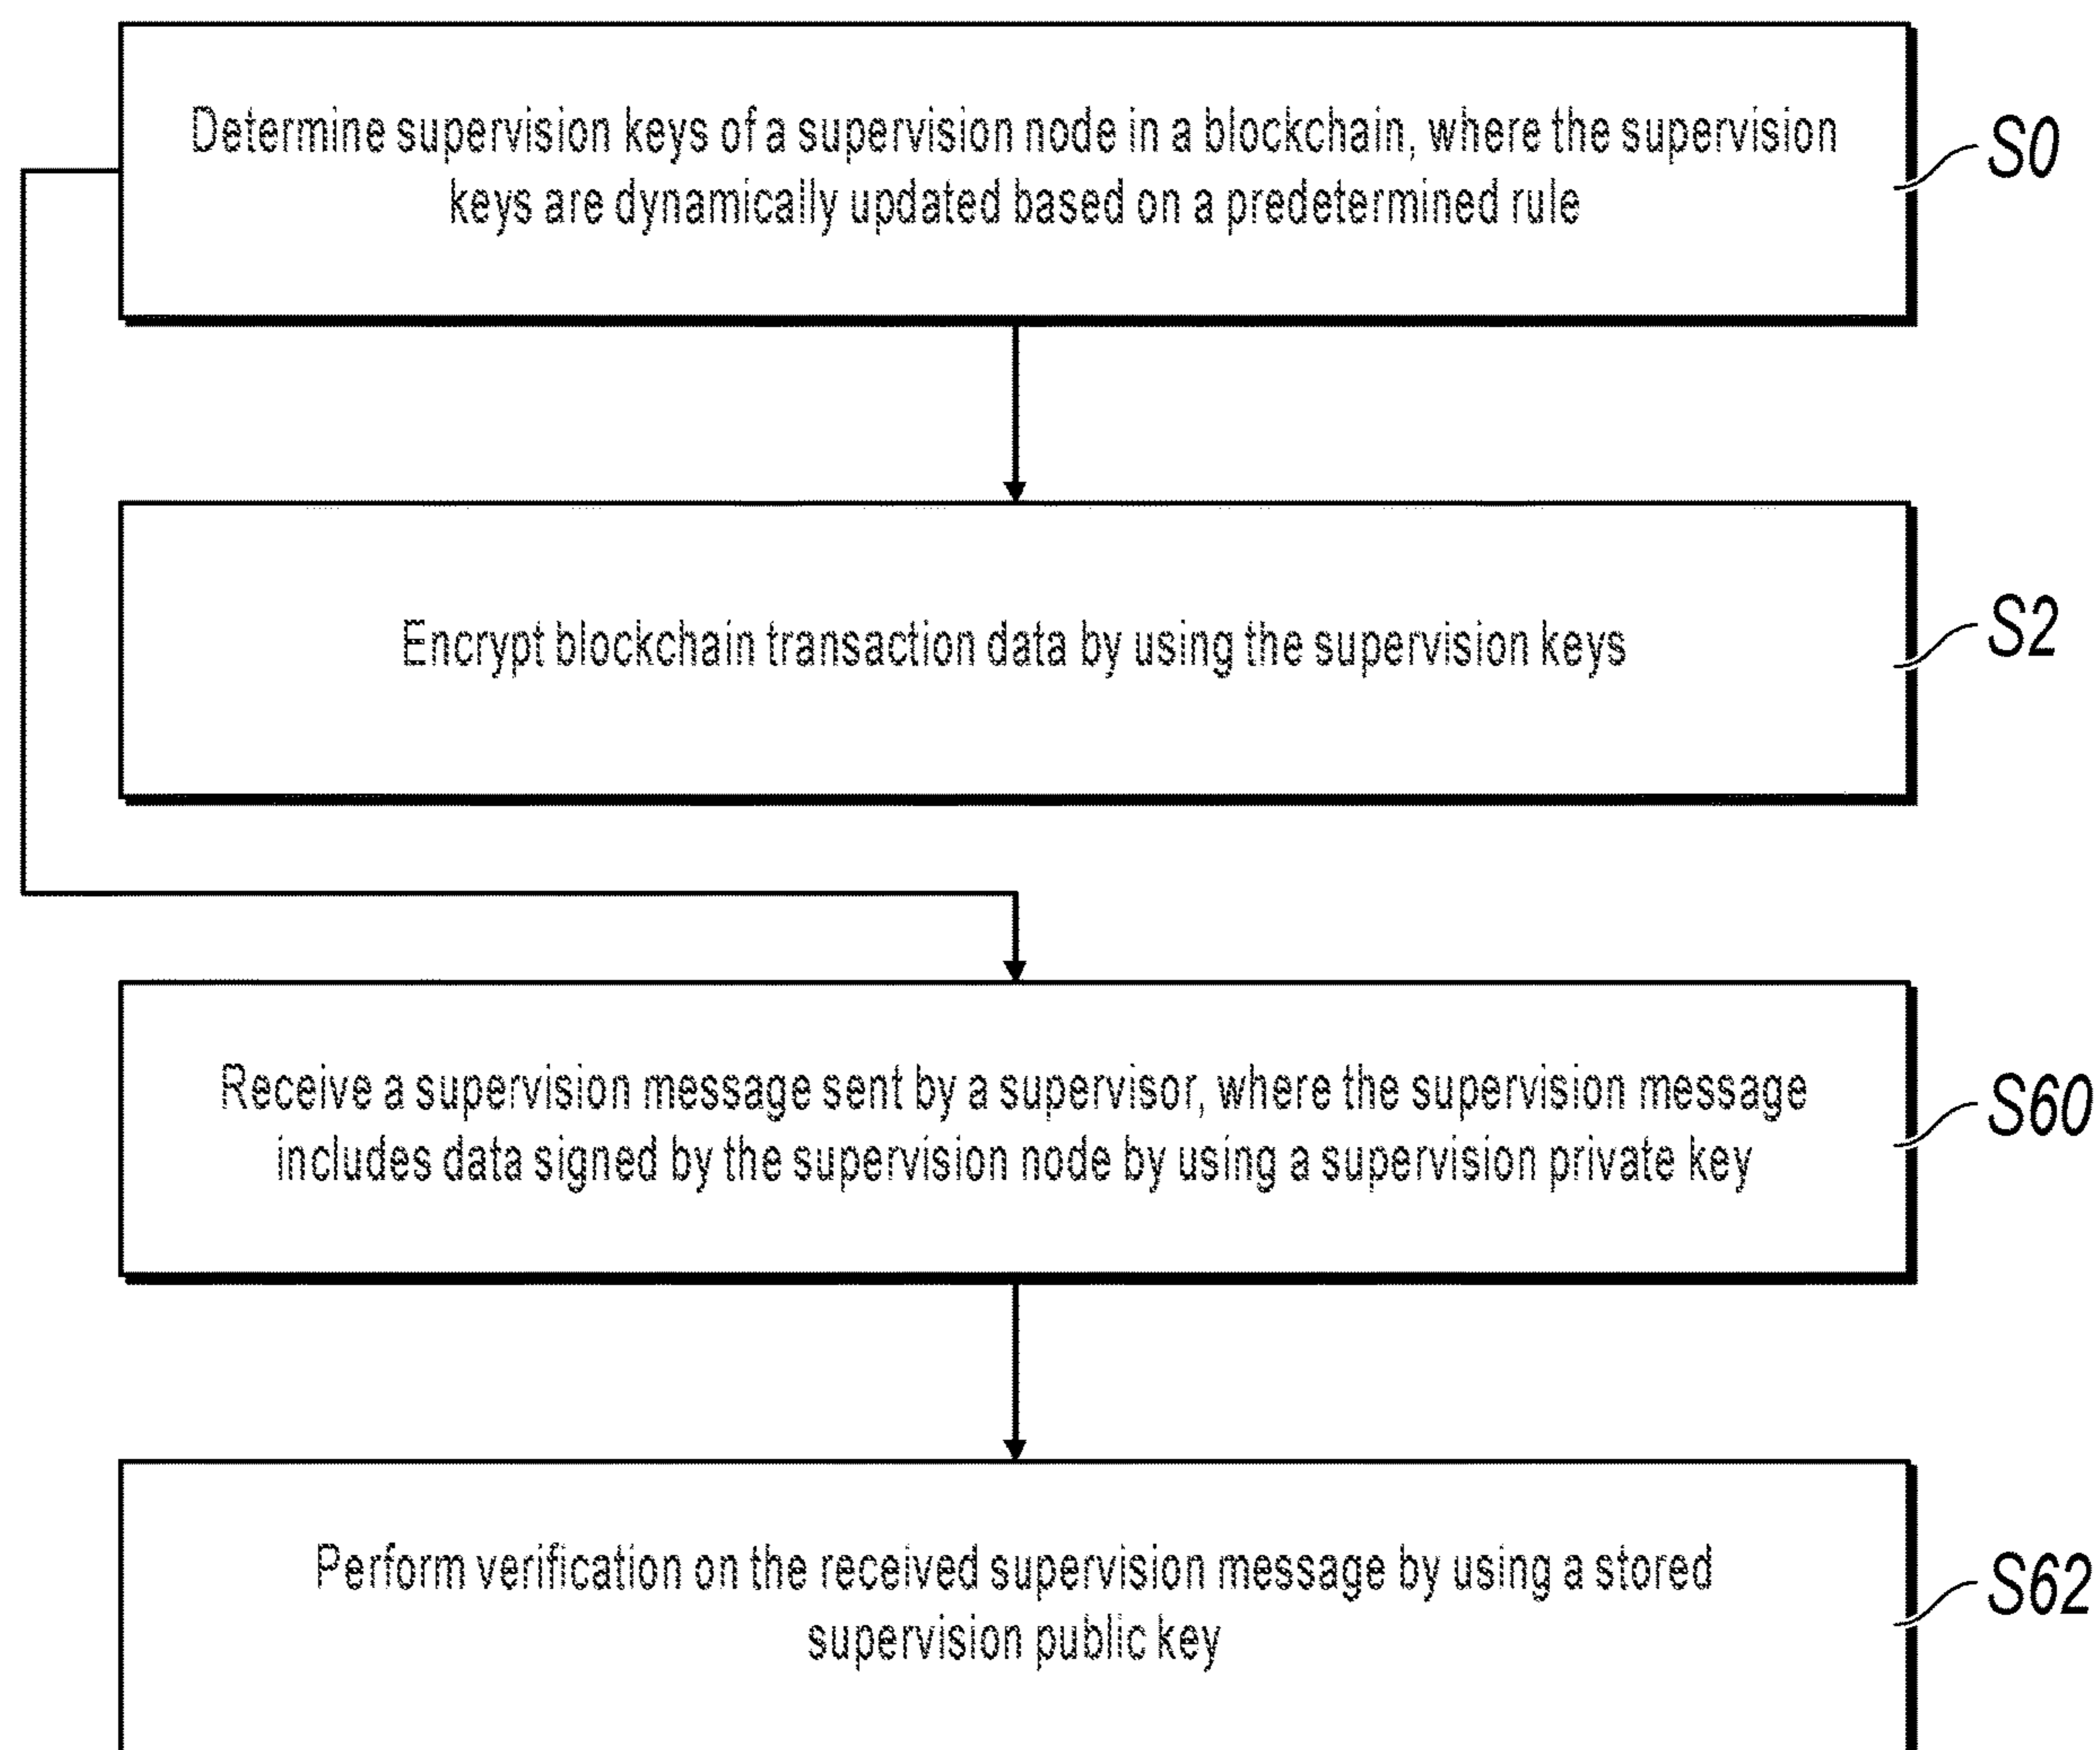 Determine supervision keys of a supervision node in a blockchain, where the supervision
keys are dynamically updated based on a predetermined rule
S0
Encrypt blockchain transaction data by using the supervision keys
S2
Receive a supervision message sent by a supervisor, where the supervision message
includes data signed by the supervision node by using a supervision private key
S60
Perform verification on the received supervision message by using a stored
supervision public key
S62